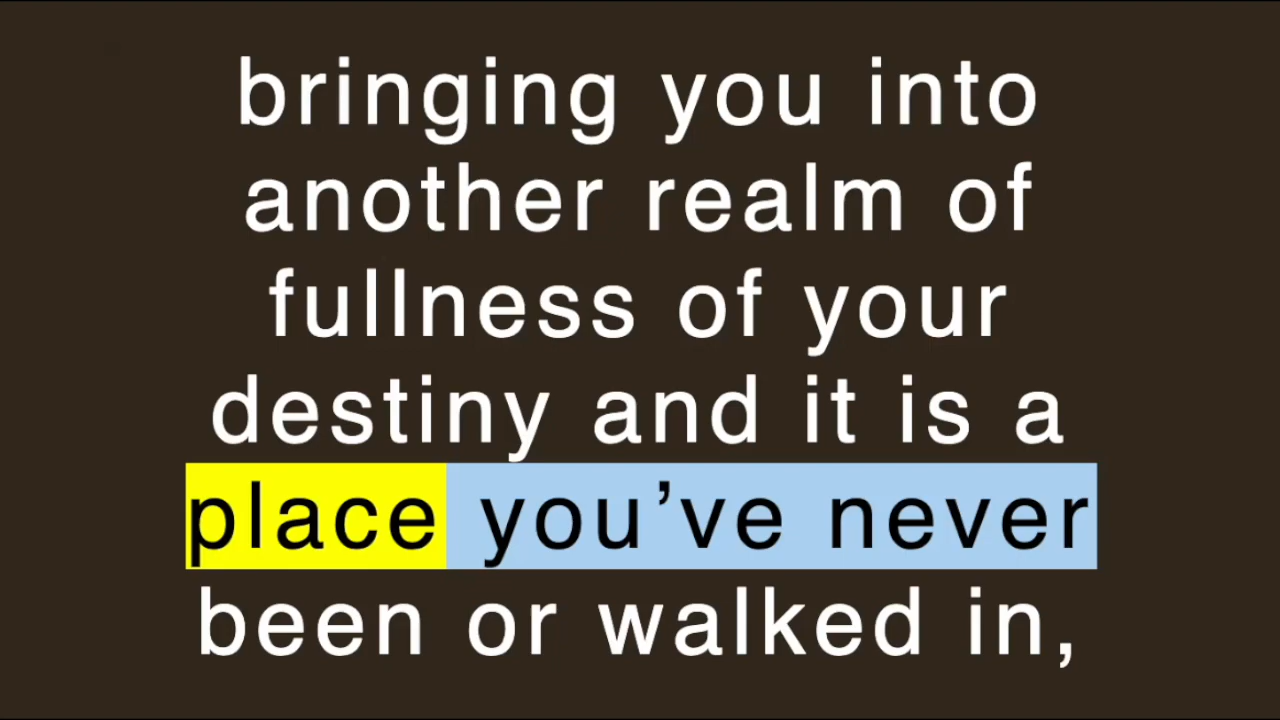 bringing you into
another realm of
fullness of your
destiny and it is a
place you’ve never
been or walked in,